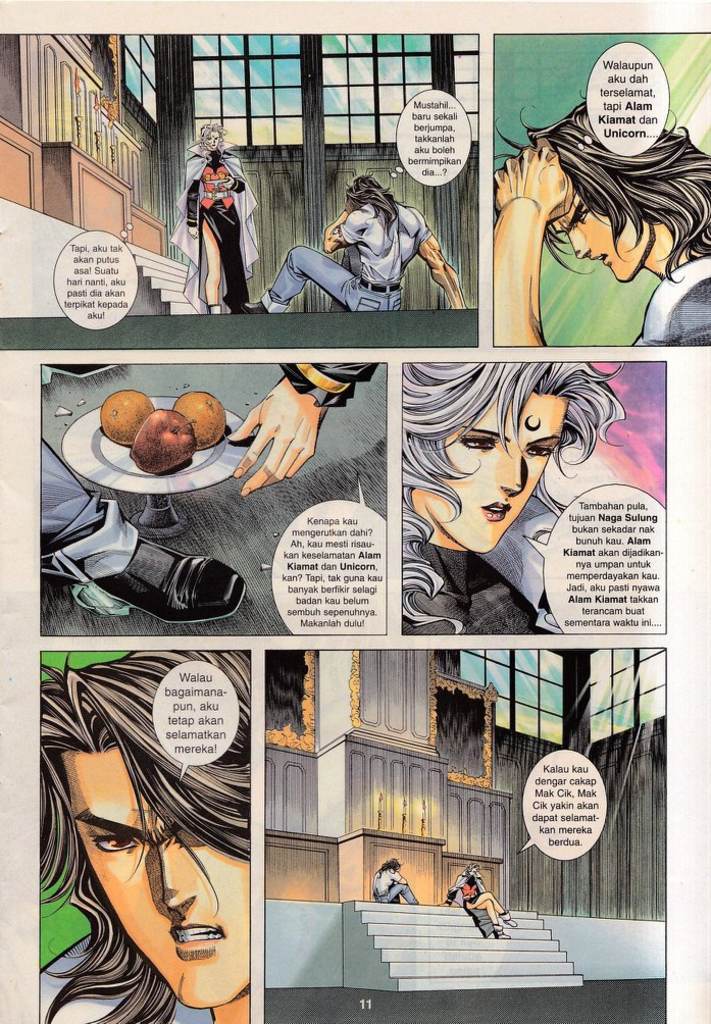 Mustahil...
baru sekali
berjumpa,
takkanlah
aku boleh
bermimpikan
dia...?
Tapi, aku tak
akan putus
asa! Suatu
hari nanti, aku
pasti dia akan
terpikat kepada
aku!
Walaupun
aku dah
terselamat,
tapi Alam
Kiamat dan
Unicorn....
Kenapa kau
mengerutkan dahi?
Ah, kau mesti risau-
kan keselamatan Alam
Kiamat dan Unicorn,
kan? Tapi, tak guna kau
banyak berfikir selagi
badan kau belum
sembuh sepenuhnya.
Makanlah dulu!
Tambahan pula,
tujuan Naga Sulung
bukan sekadar nak
bunuh kau. Alam
Kiamat akan dijadikan-
nya umpan untuk
memperdayakan kau.
Jadi, aku pasti nyawa
Alam Kiamat takkan
terancam buat
sementara waktu ini....
Walau
bagaimana-
pun, aku
tetap akan
selamatkan
mereka!
Kalau kau
dengar cakap
Mak Cik, Mak
Cik yakin akan
dapat selamat-
kan mereka
berdua.
11